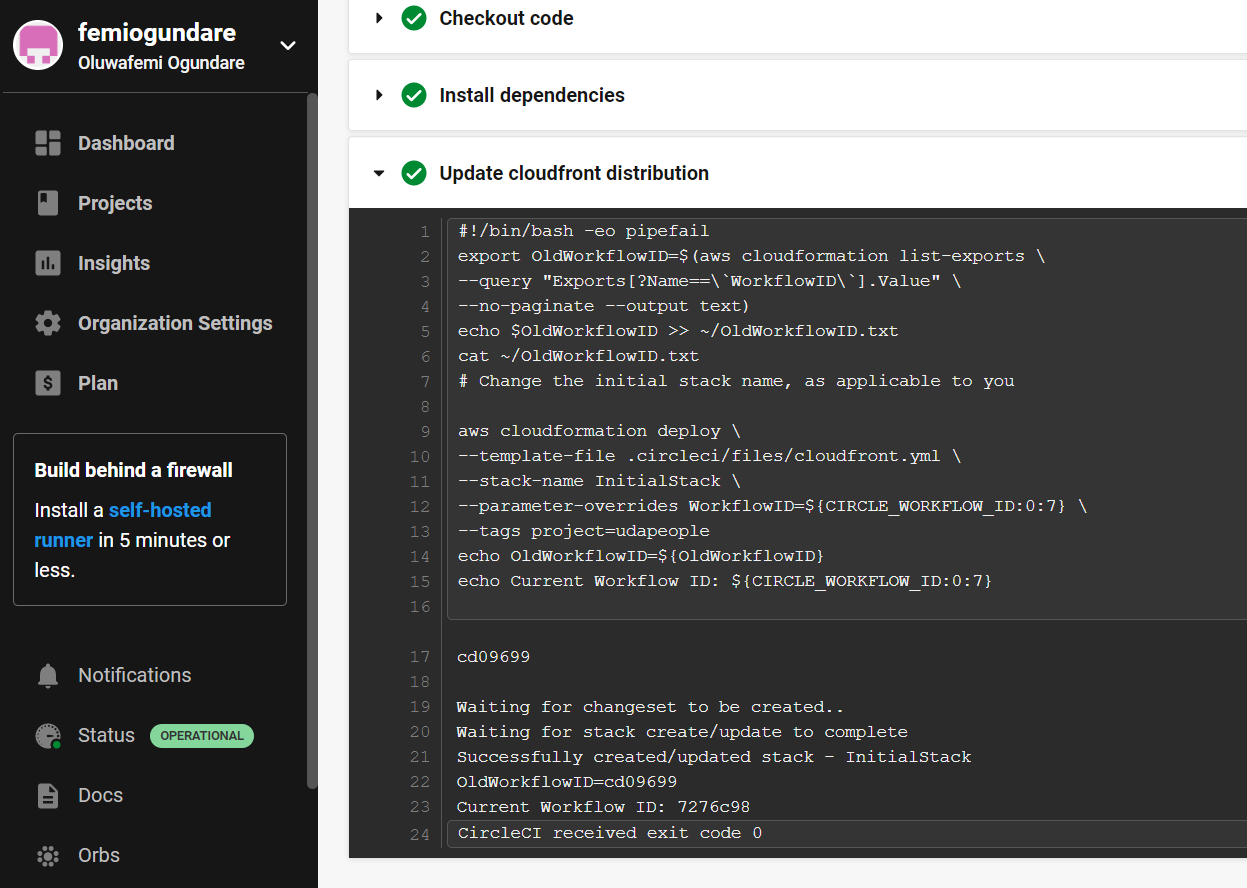 femiogundare
Oluwafemi Ogundare
Dashboard
Projects
Insights
Organization Settings
Plan
Build behind a firewall
Install a self-hosted
runner in 5 minutes or
less.
Notifications
Status OPERATIONAL
Docs
Orbs
Checkout code
Install dependencies
Update cloudfront distribution
1 #!/bin/bash -eo pipefail
2 export OldWorkflowID=$(aws cloudformation list-exports \
3 --query "Exports[?Name==\`WorkflowID\`].Value" \
4 --no-paginate --output text)
5 echo $OldWorkflowID >> ~/OldWorkflowID.txt
6 cat ~/OldWorkflowID.txt
7 # Change the initial stack name, as applicable to you
8
9 aws cloudformation deploy \
10 --template-file .circleci/files/cloudfront.yml \
11 --stack-name InitialStack \
12 --parameter-overrides WorkflowID=${CIRCLE_WORKFLOW_ID:0:7} \
13 --tags project=udapeople
14 echo OldWorkflowID=${OldWorkflowID}
15 echo Current Workflow ID: ${CIRCLE_WORKFLOW_ID:0:7}
16
17 cd09699
18
19 Waiting for changeset to be created..
20 Waiting for stack create/update to complete
21 Successfully created/updated stack - InitialStack
22 OldWorkflowID=cd09699
23 Current Workflow ID: 7276c98
24 CircleCI received exit code 0